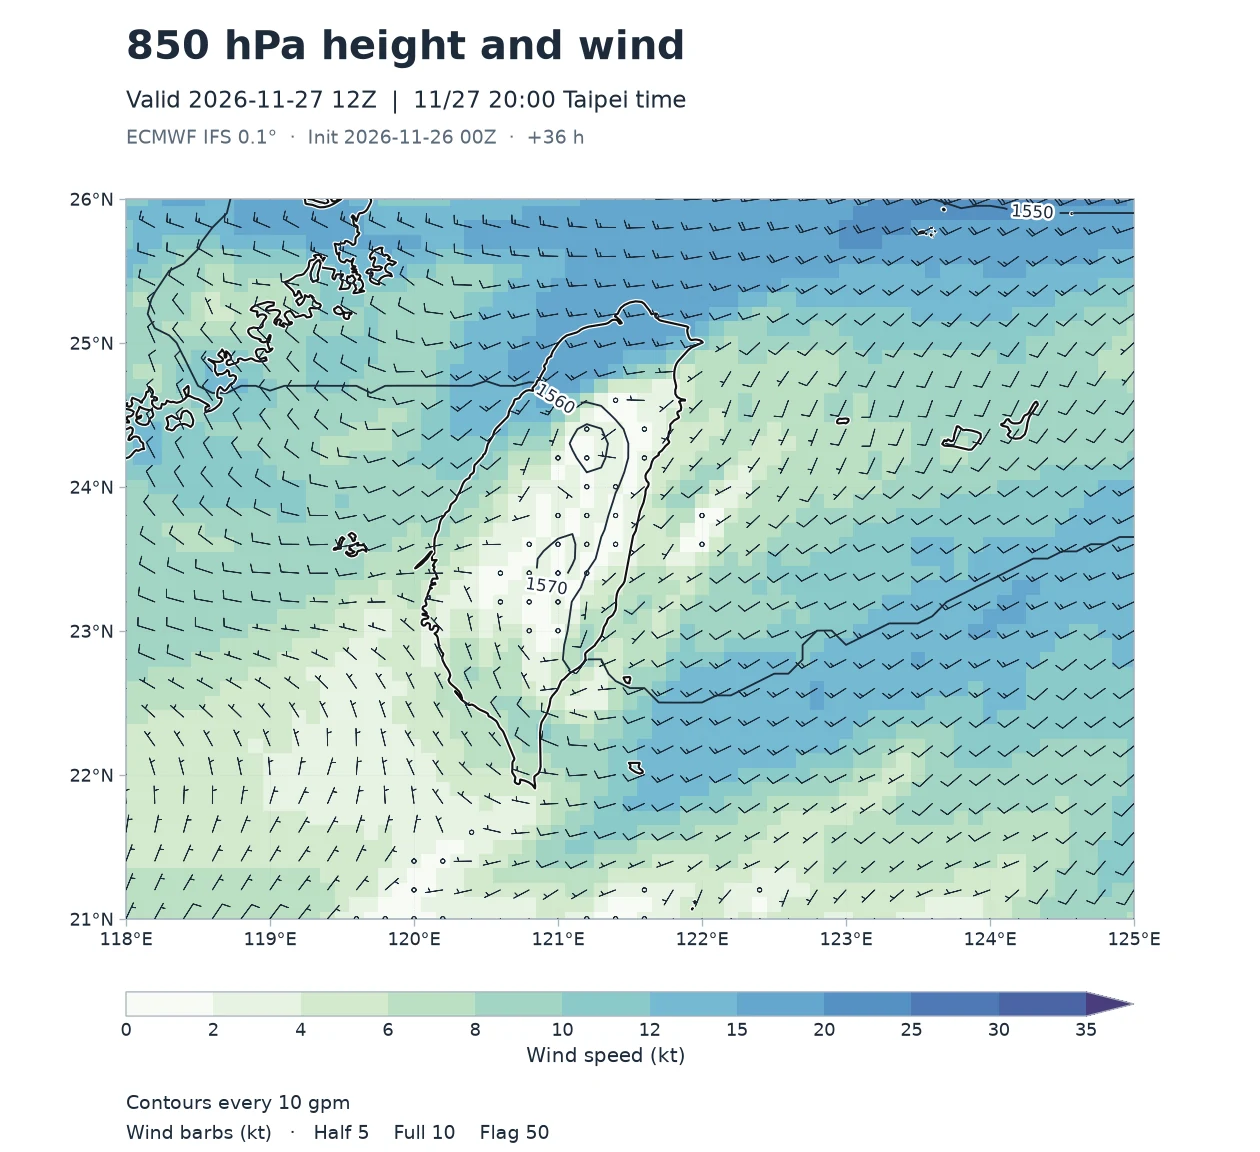 850 hPa height and wind
Valid 2026-11-27 12Z | 11/27 20:00 Taipei time
ECMWF IFS 0.1° · Init 2026-11-26 00Z · +36 h
26°N
1550
25°N
1560
24°N
1570
23°N
22°N
21°N
118°E 119°E 120°E 121°E 122°E 123°E 124°E 125°E
0 2 4 6 8 10 12 15 20 25 30 35
Wind speed (kt)
Contours every 10 gpm
Wind barbs (kt) · Half 5 Full 10 Flag 50